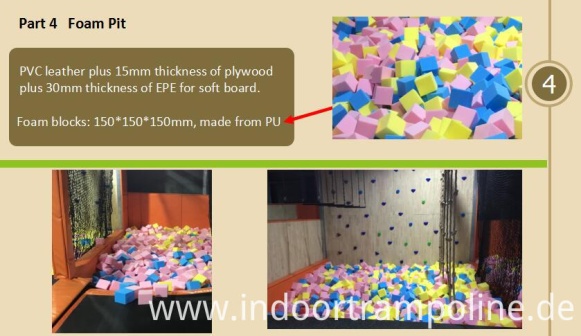 Part 4 Foam Pit
PVC leather plus 15mm thickness of plywood
plus 30mm thickness of EPE for soft board.
4
Foam blocks: 150*150*150mm, made from PU
www.indoortrampoline.de